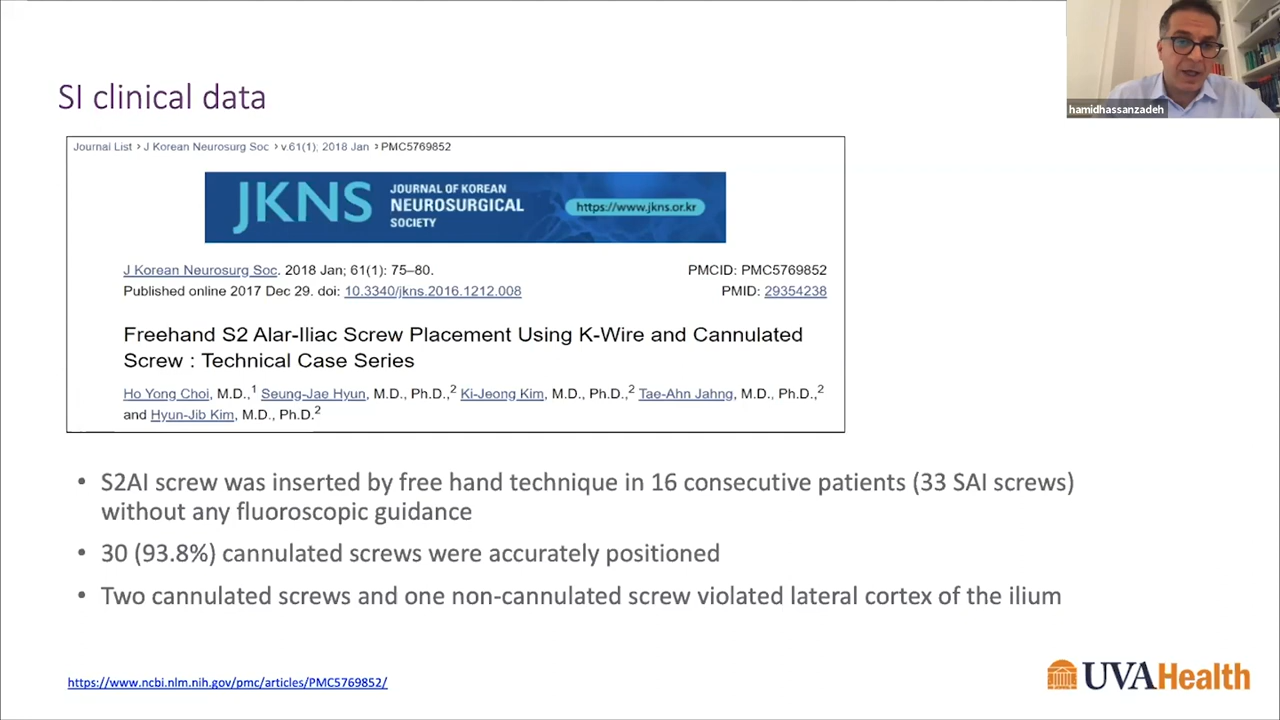 hamidhassanzadeh
SI clinical data
Journal List > J Korean Neurosurg Soc > v.61(1); 2018 Jan > PMC5769852
JKNS
JOURNAL OF KOREAN
NEUROSURGICAL
SOCIETY
https://www.jkns.or.kr
J Korean Neurosurg Soc. 2018 Jan; 61(1): 75–80. PMCID: PMC5769852
Published online 2017 Dec 29. doi: 10.3340/jkns.2016.1212.008 PMID: 29354238
Freehand S2 Alar-Iliac Screw Placement Using K-Wire and Cannulated
Screw : Technical Case Series
Ho Yong Choi, M.D.,1 Seung-Jae Hyun, M.D., Ph.D.,2 Ki-Jeong Kim, M.D., Ph.D.,2 Tae-Ahn Jahng, M.D., Ph.D.,2
and Hyun-Jib Kim, M.D., Ph.D.2
• S2AI screw was inserted by free hand technique in 16 consecutive patients (33 SAI screws)
without any fluoroscopic guidance
• 30 (93.8%) cannulated screws were accurately positioned
• Two cannulated screws and one non-cannulated screw violated lateral cortex of the ilium
https://www.ncbi.nlm.nih.gov/pmc/articles/PMC5769852/
UVAHealth